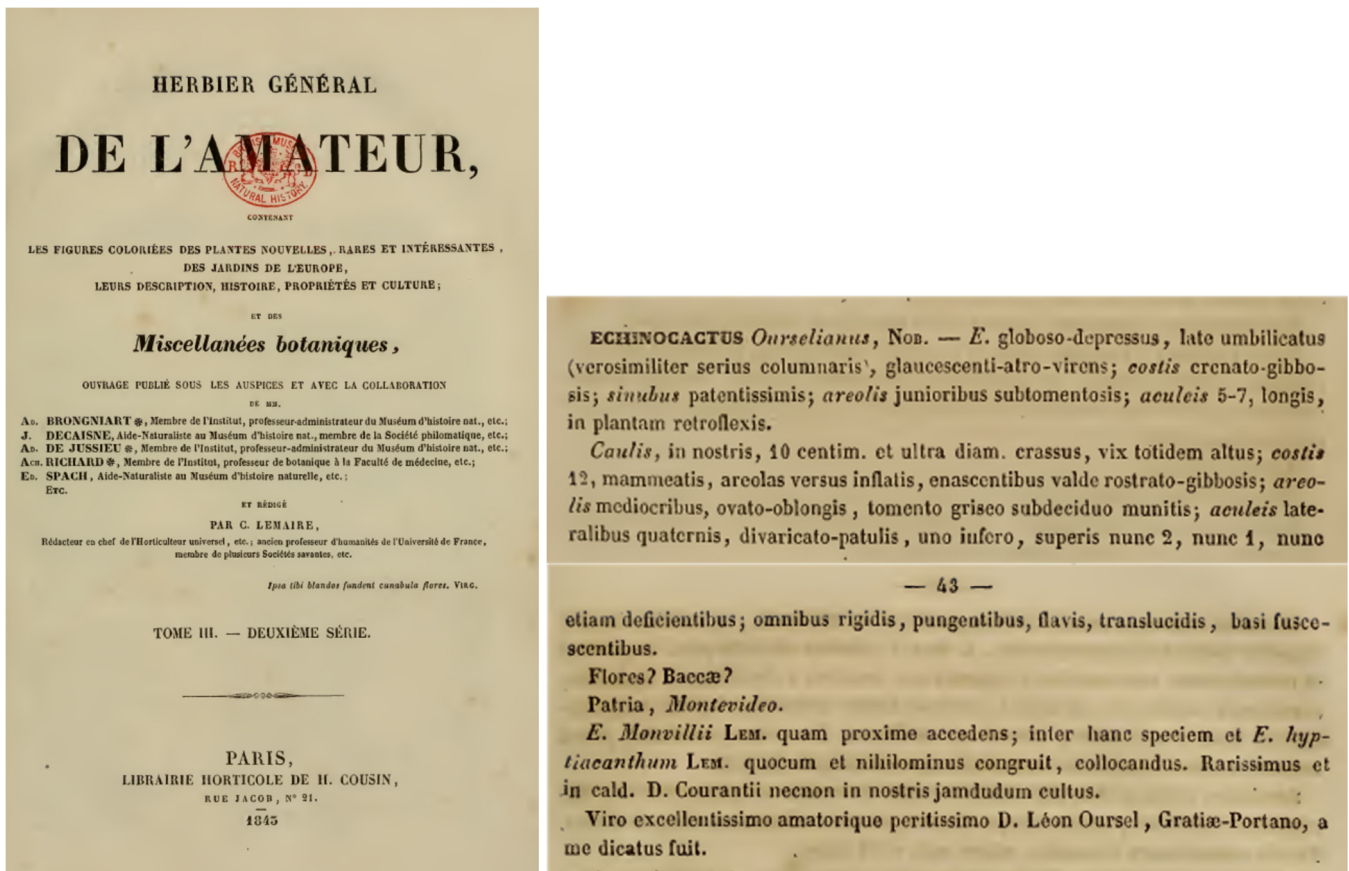 HERBIER GÉNÉRAL
DE L'AMATEUR,
CONTENANT
LES FIGURES COLORIÉES DES PLANTES NOUVELLES, RARES ET INTÉRESSANTES,
DES JARDINS DE L'EUROPE,
LEURS DESCRIPTION, HISTOIRE, PROPRIÉTÉS ET CULTURE;
ET DES
Miscellanées botaniques,
OUVRAGE PUBLIÉ SOUS LES AUSPICES ET AVEC LA COLLABORATION
DE MM.
AD. BRONGNIART ✻, Membre de l'Institut, professeur-administrateur du Muséum d'histoire nat., etc.;
J. DECAISNE, Aide-Naturaliste au Muséum d'histoire nat., membre de la Société philomatique, etc.;
AD. DE JUSSIEU ✻, Membre de l'Institut, professeur-administrateur du Muséum d'histoire nat., etc.;
ACH. RICHARD ✻, Membre de l'Institut, professeur de botanique à la Faculté de médecine, etc.;
ED. SPACH, Aide-Naturaliste au Muséum d'histoire naturelle, etc.;
ETC.
ET RÉDIGÉ
PAR C. LEMAIRE,
Rédacteur en chef de l'Horticulteur universel, etc.; ancien professeur d'humanités de l'Université de France,
membre de plusieurs Sociétés savantes, etc.
Ipsa tibi blandos fundent cunabula flores. VIRG.
TOME III. — DEUXIÈME SÉRIE.
PARIS,
LIBRAIRIE HORTICOLE DE H. COUSIN,
RUE JACOB, N° 21.
1843
BRITISH MUSEUM
NATURAL HISTORY
ECHINOCACTUS Ourselianus, NOB. — E. globoso-depressus, late umbilicatus
(verosimiliter serius columnaris), glaucescenti-atro-virens; costis crenato-gibbo-
sis; sinubus patentissimis; areolis junioribus subtomentosis; aculeis 5-7, longis,
in plantam retroflexis.
Caulis, in nostris, 10 centim. et ultra diam. crassus, vix totidem altus; costis
12, mammeatis, areolas versus inflatis, enascentibus valde rostrato-gibbosis; areo-
lis mediocribus, ovato-oblongis, tomento griseo subdeciduo munitis; aculeis late-
ralibus quaternis, divaricato-patulis, uno infero, superis nunc 2, nunc 1, nunc
— 43 —
etiam deficientibus; omnibus rigidis, pungentibus, flavis, translucidis, basi fusce-
scentibus.
Flores? Baccæ?
Patria, Montevideo.
E. Monvillii LEM. quam proxime accedens; inter hanc speciem et E. hyp-
tiacanthum LEM. quocum et nihilominus congruit, collocandus. Rarissimus et
in cald. D. Courantii necnon in nostris jamdudum cultus.
Viro excellentissimo amatorique peritissimo D. Léon Oursel, Gratiæ-Portano, a
me dicatus fuit.